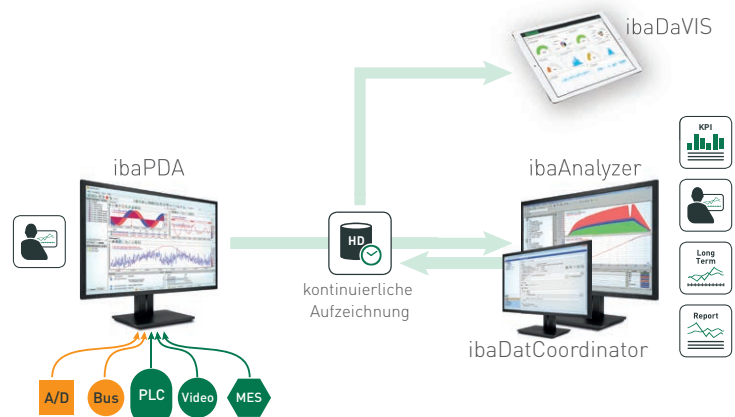 ibaDaVIS
ibaPDA
ibaAnalyzer
KPI
HD
kontinuierliche
Aufzeichnung
Long
Term
Report
ibaDatCoordinator
A/D
Bus
PLC
Video
MES